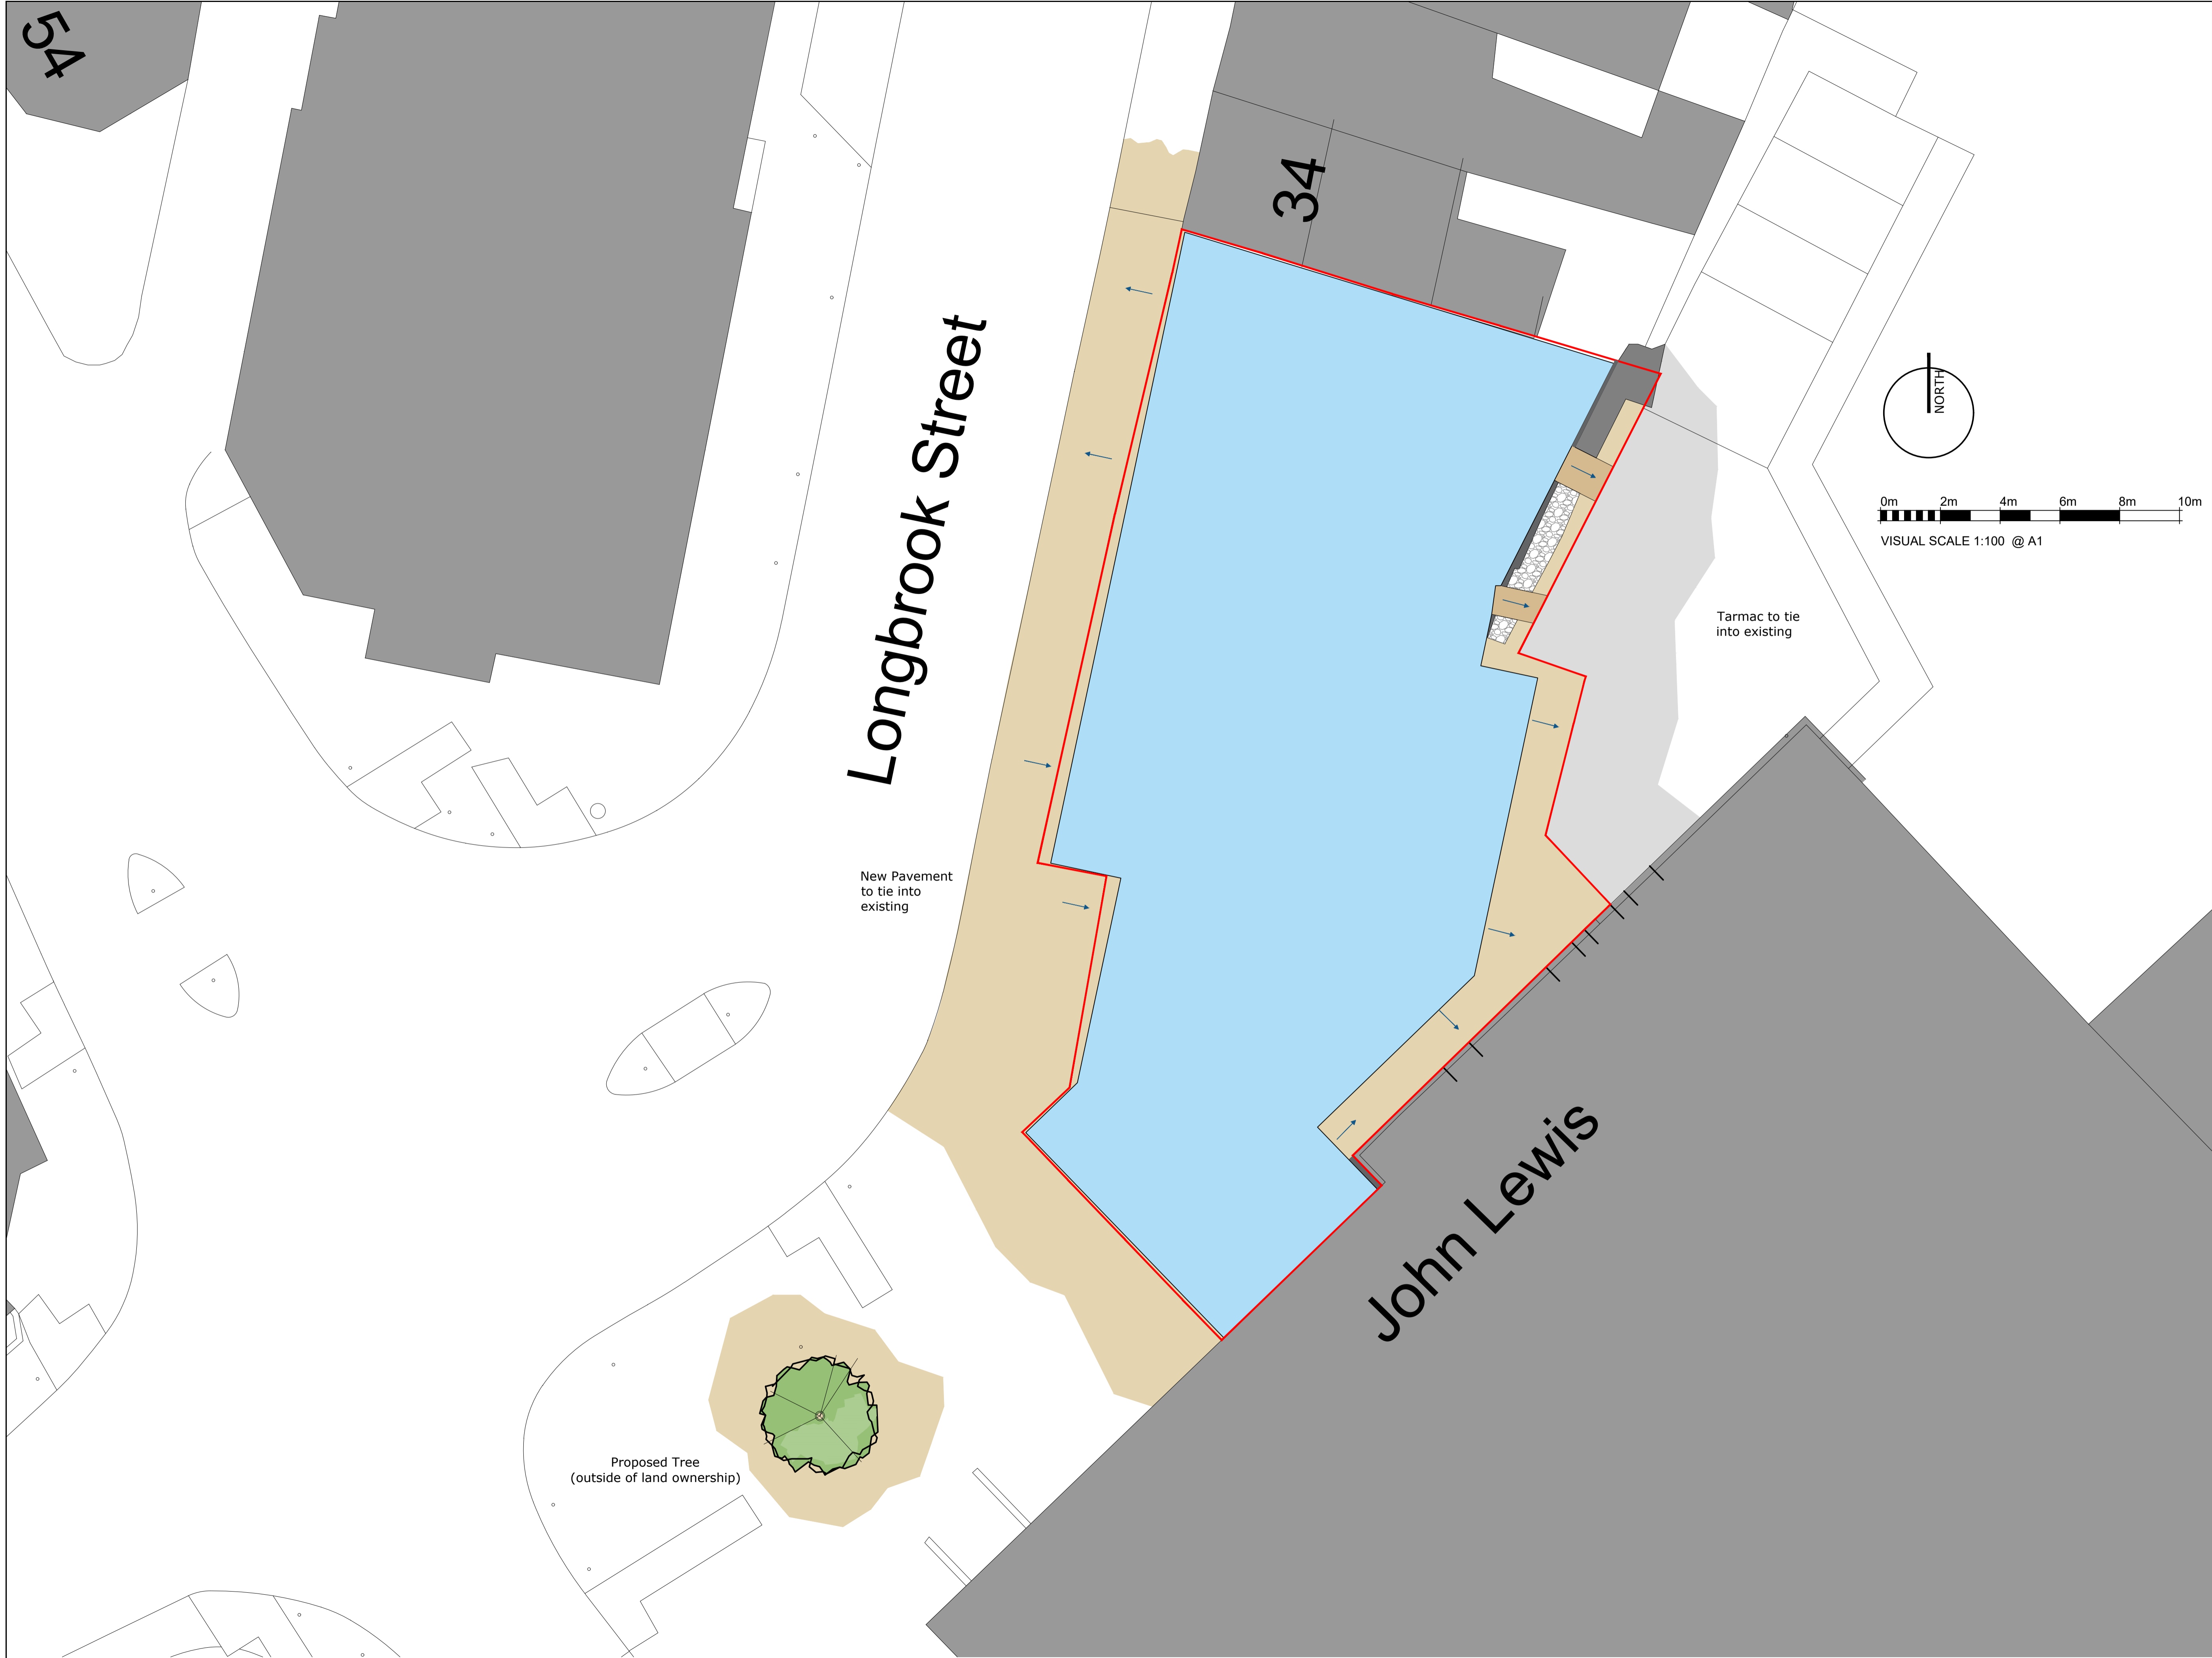 54
34
Longbrook Street
NORTH
0m 2m 4m 6m 8m 10m
VISUAL SCALE 1:100 @ A1
Tarmac to tie
into existing
New Pavement
to tie into
existing
John Lewis
Proposed Tree
(outside of land ownership)